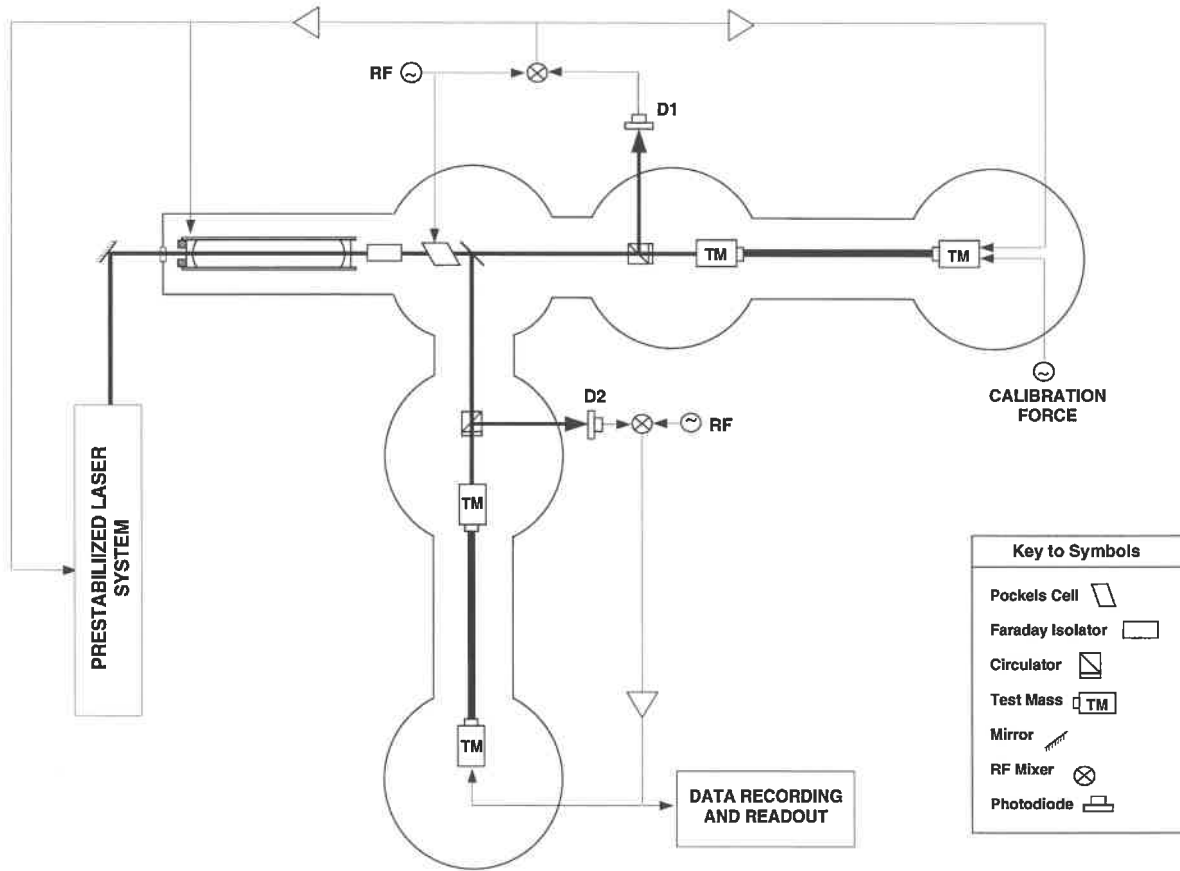 RF
D1
TM
TM
CALIBRATION
FORCE
D2
RF
TM
TM
PRESTABILIIZED LASER
SYSTEM
DATA RECORDING
AND READOUT
Key to Symbols
Pockels Cell
Faraday Isolator
Circulator
Test Mass TM
Mirror
RF Mixer
Photodiode